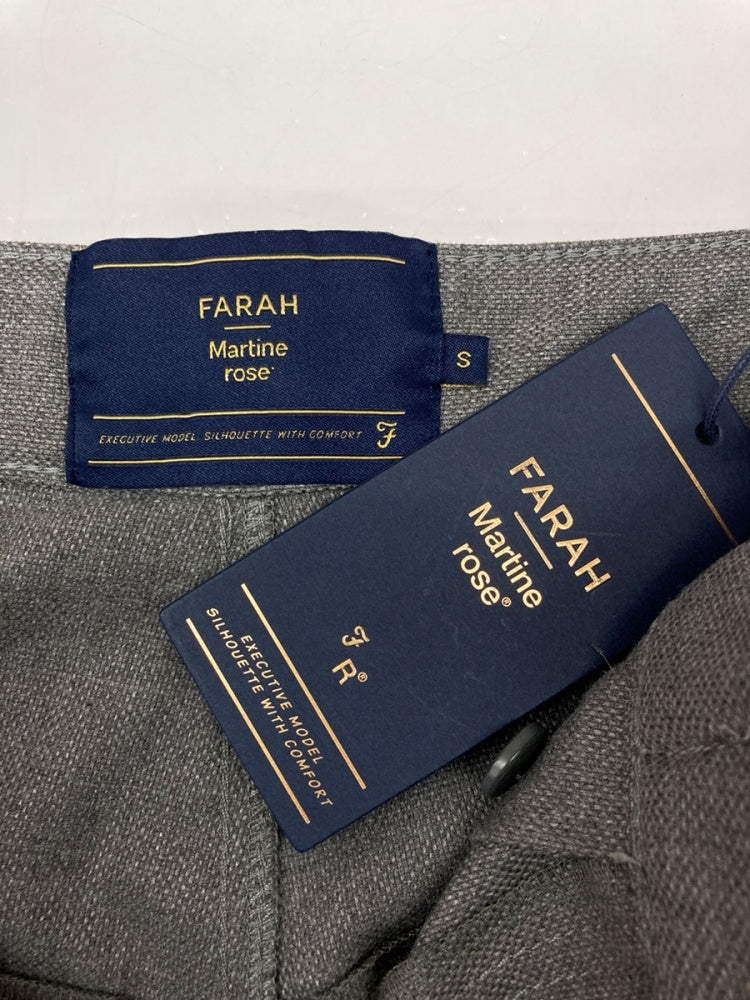 FARAH
Martine
rose
EXECUTIVE MODEL SILHOUETTE WITH COMFORT F
S
FARAH
Martine
rose®
F
R®
EXECUTIVE MODEL
SILHOUETTE WITH COMFORT